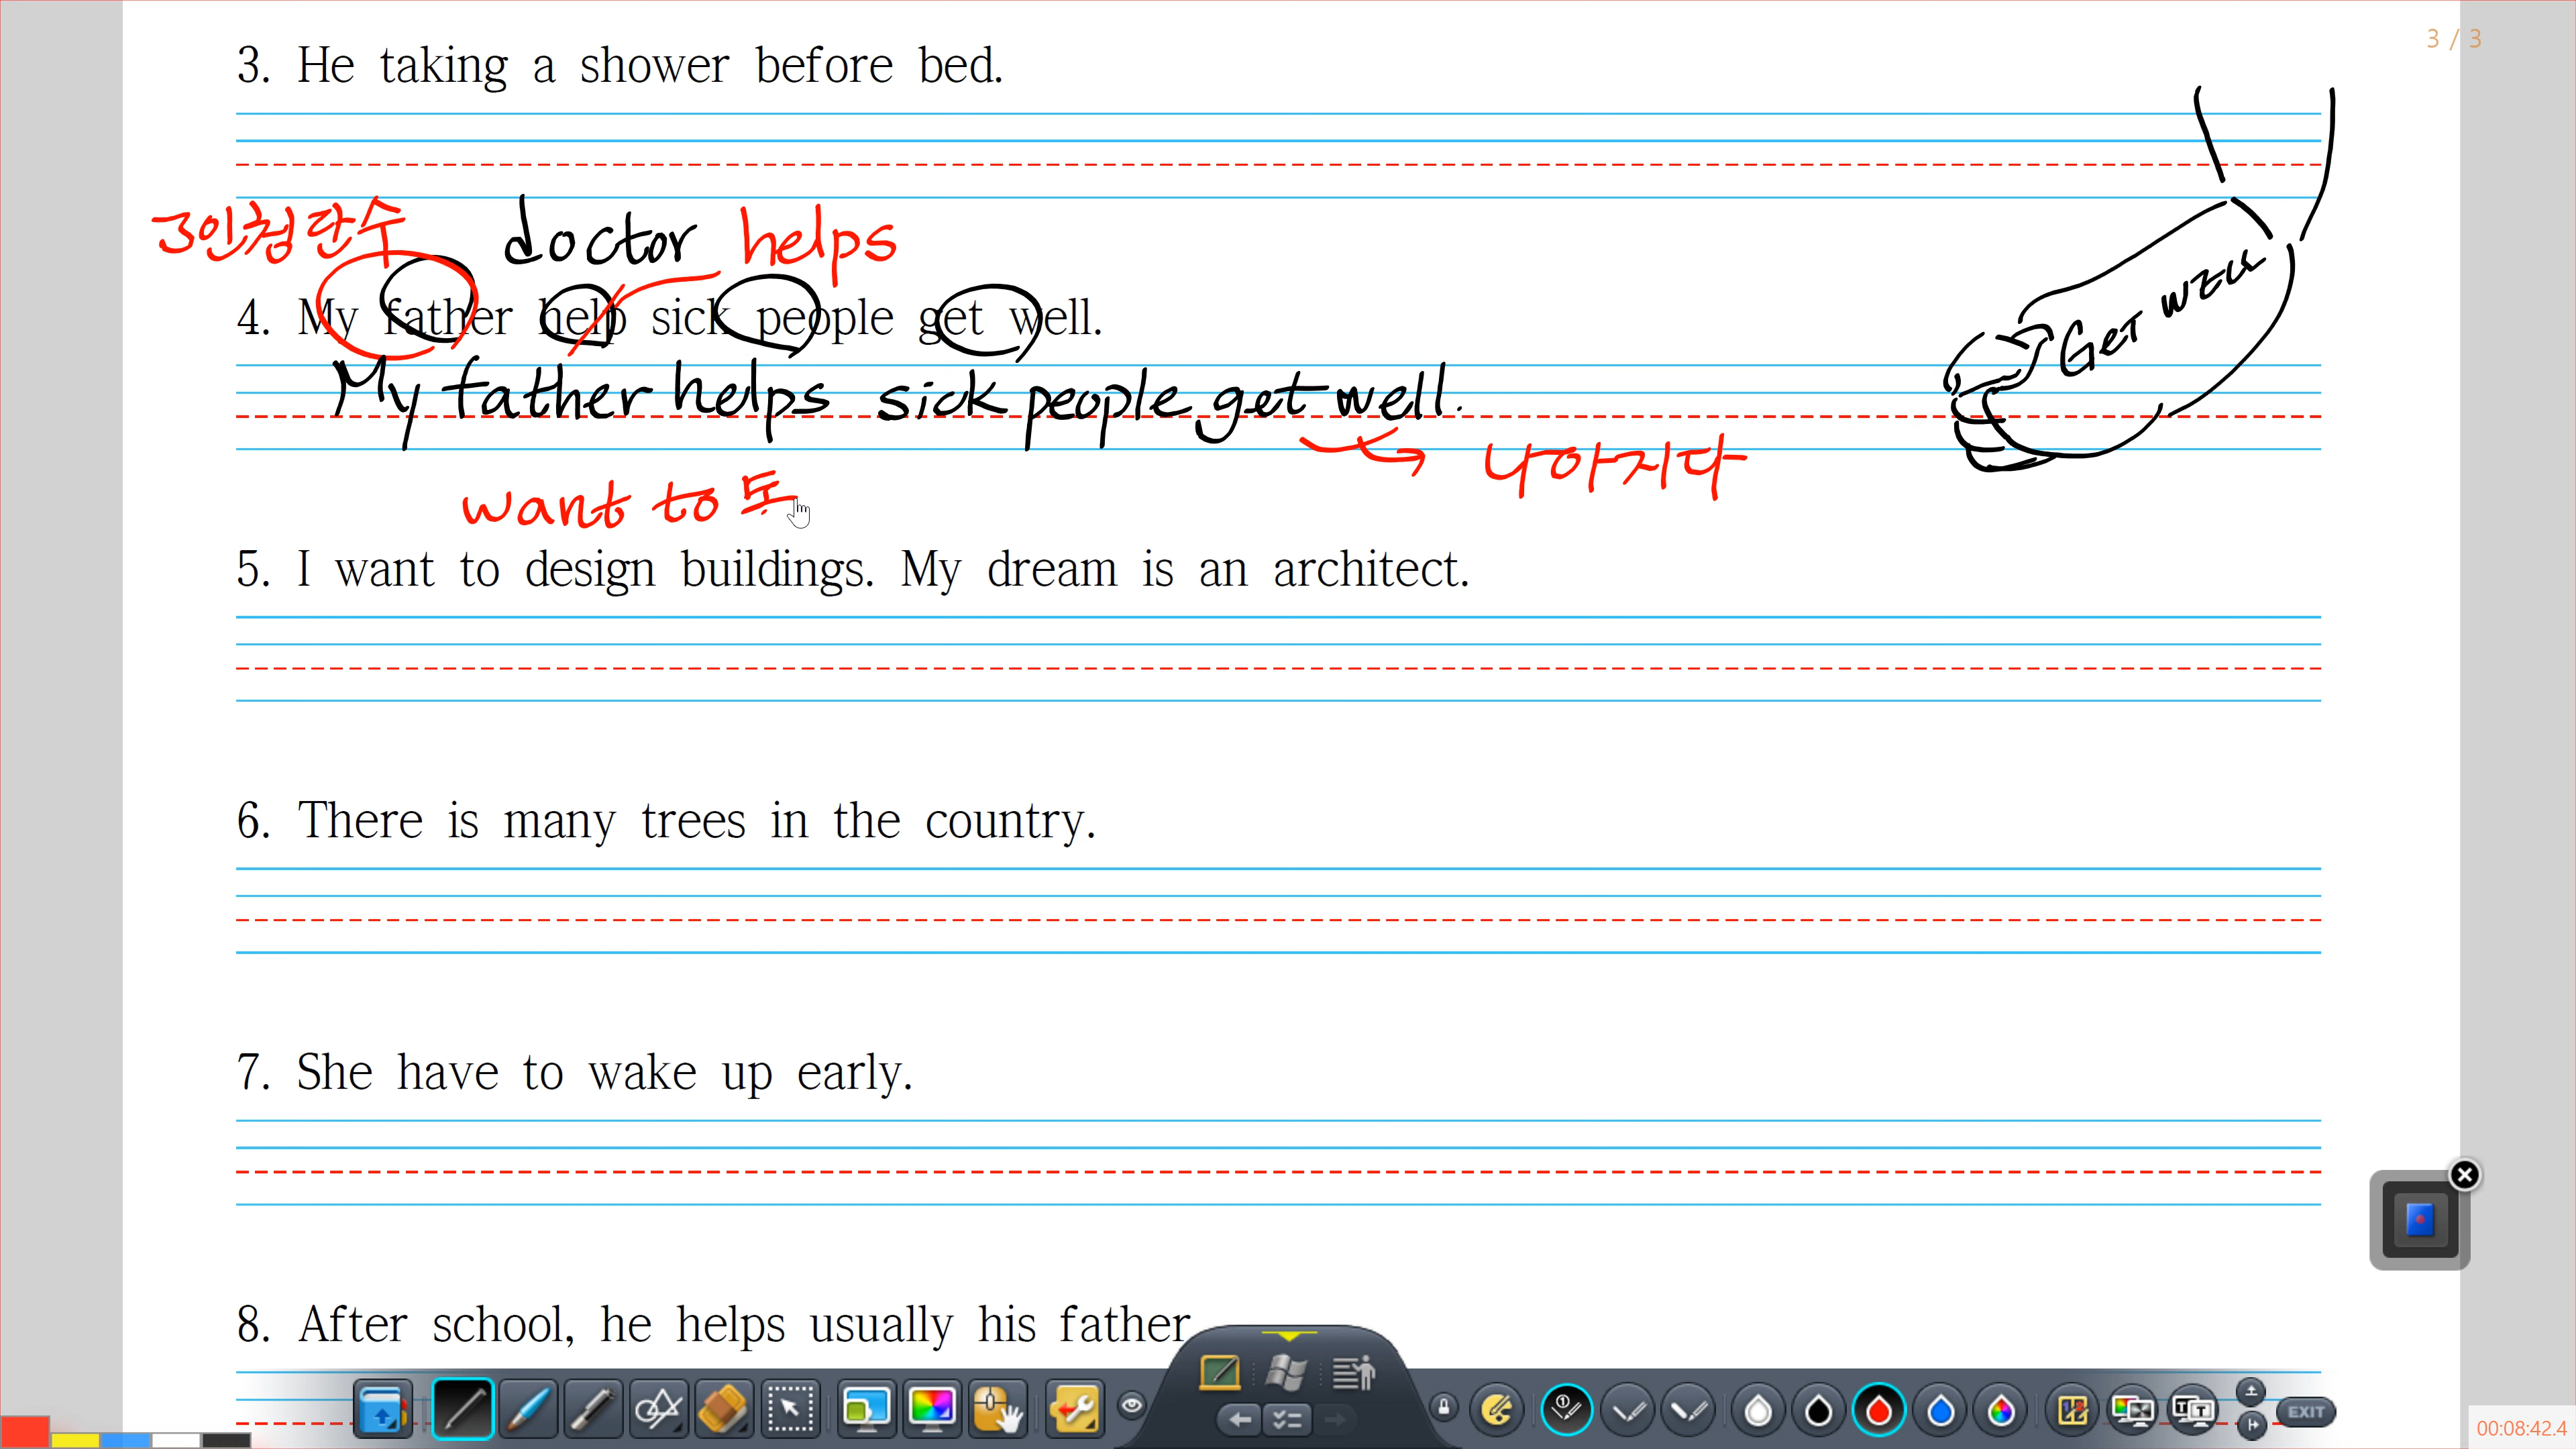 3 / 3
3. He taking a shower before bed.
3인칭단수 doctor helps
4. My father help sick people get well.
GET WELL
My father helps sick people get well.
나아지다
want to 동
5. I want to design buildings. My dream is an architect.
6. There is many trees in the country.
7. She have to wake up early.
8. After school, he helps usually his father
EXIT
00:08:42.4